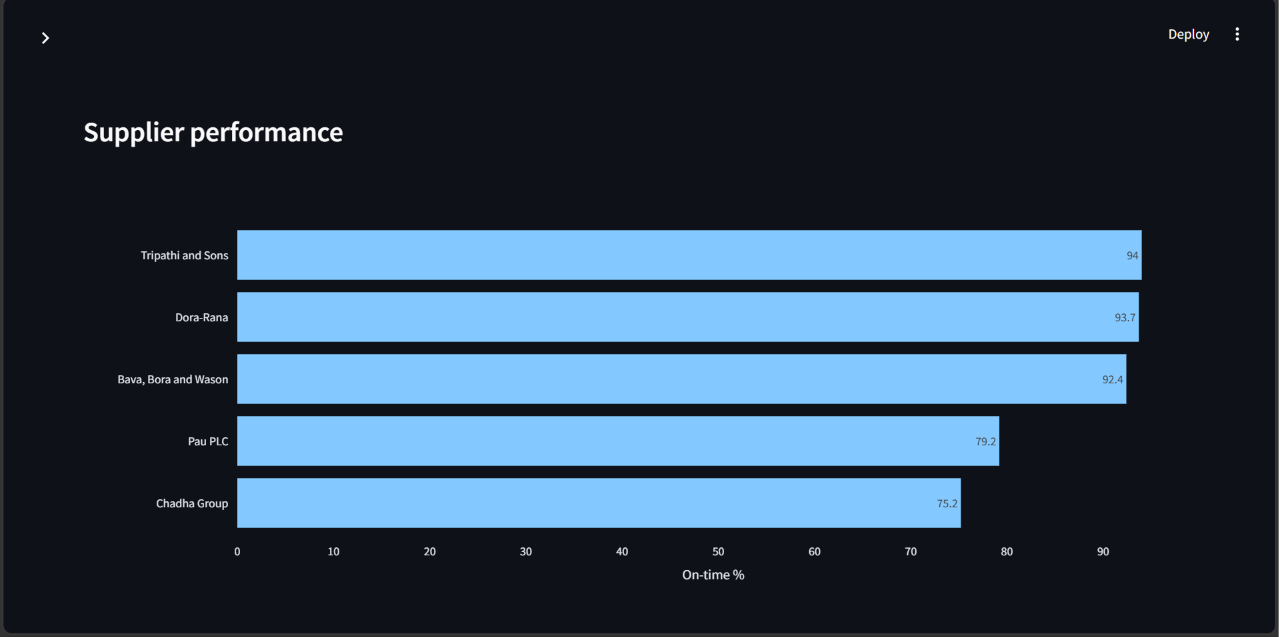 Deploy
Supplier performance
Tripathi and Sons 94
Dora-Rana 93.7
Bava, Bora and Wason 92.4
Pau PLC 79.2
Chadha Group 75.2
0 10 20 30 40 50 60 70 80 90
On-time %